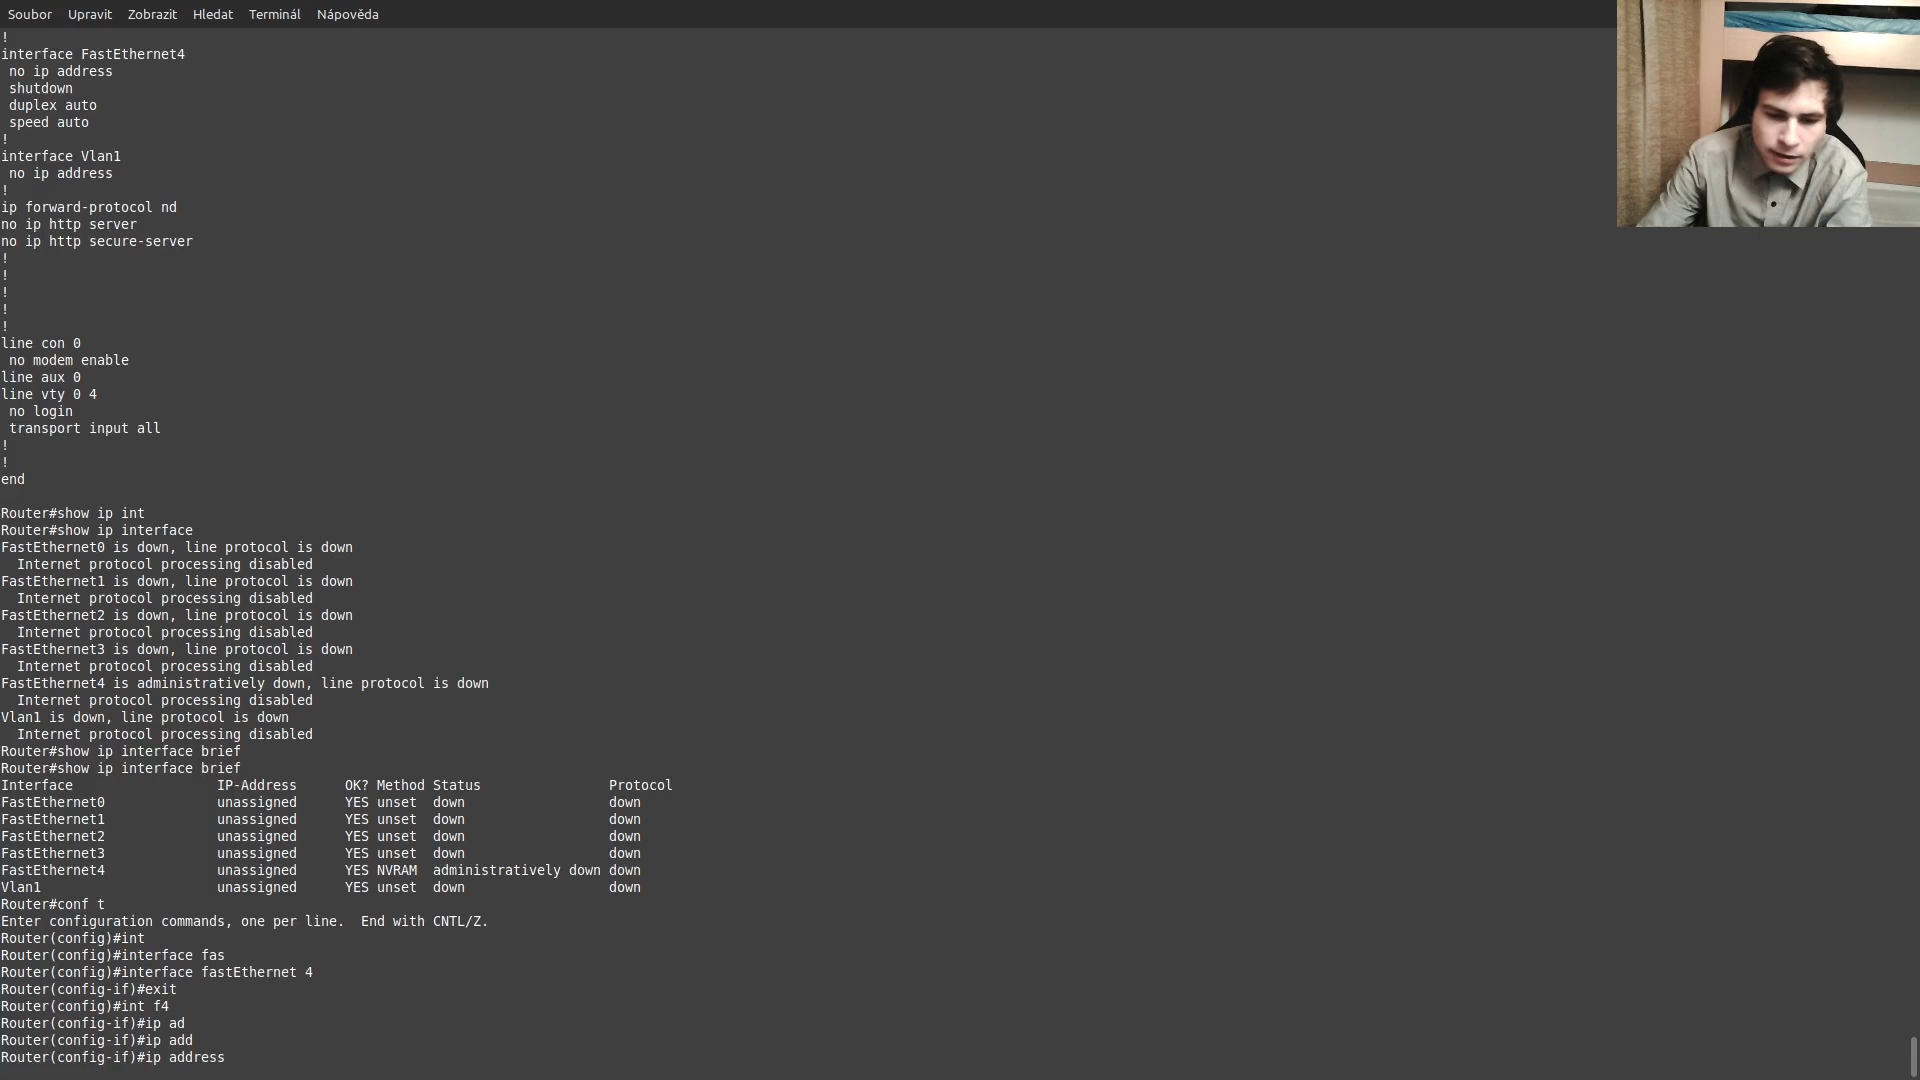 Soubor Upravit Zobrazit Hledat Terminál Nápověda
!
interface FastEthernet4
 no ip address
 shutdown
 duplex auto
 speed auto
!
interface Vlan1
 no ip address
!
ip forward-protocol nd
no ip http server
no ip http secure-server
!
!
!
!
!
line con 0
 no modem enable
line aux 0
line vty 0 4
 no login
 transport input all
!
!
end

Router#show ip int
Router#show ip interface
FastEthernet0 is down, line protocol is down
  Internet protocol processing disabled
FastEthernet1 is down, line protocol is down
  Internet protocol processing disabled
FastEthernet2 is down, line protocol is down
  Internet protocol processing disabled
FastEthernet3 is down, line protocol is down
  Internet protocol processing disabled
FastEthernet4 is administratively down, line protocol is down
  Internet protocol processing disabled
Vlan1 is down, line protocol is down
  Internet protocol processing disabled
Router#show ip interface brief
Router#show ip interface brief
Interface                  IP-Address      OK? Method Status                Protocol
FastEthernet0              unassigned      YES unset  down                  down
FastEthernet1              unassigned      YES unset  down                  down
FastEthernet2              unassigned      YES unset  down                  down
FastEthernet3              unassigned      YES unset  down                  down
FastEthernet4              unassigned      YES NVRAM  administratively down down
Vlan1                      unassigned      YES unset  down                  down
Router#conf t
Enter configuration commands, one per line.  End with CNTL/Z.
Router(config)#int
Router(config)#interface fas
Router(config)#interface fastEthernet 4
Router(config-if)#exit
Router(config)#int f4
Router(config-if)#ip ad
Router(config-if)#ip add
Router(config-if)#ip address